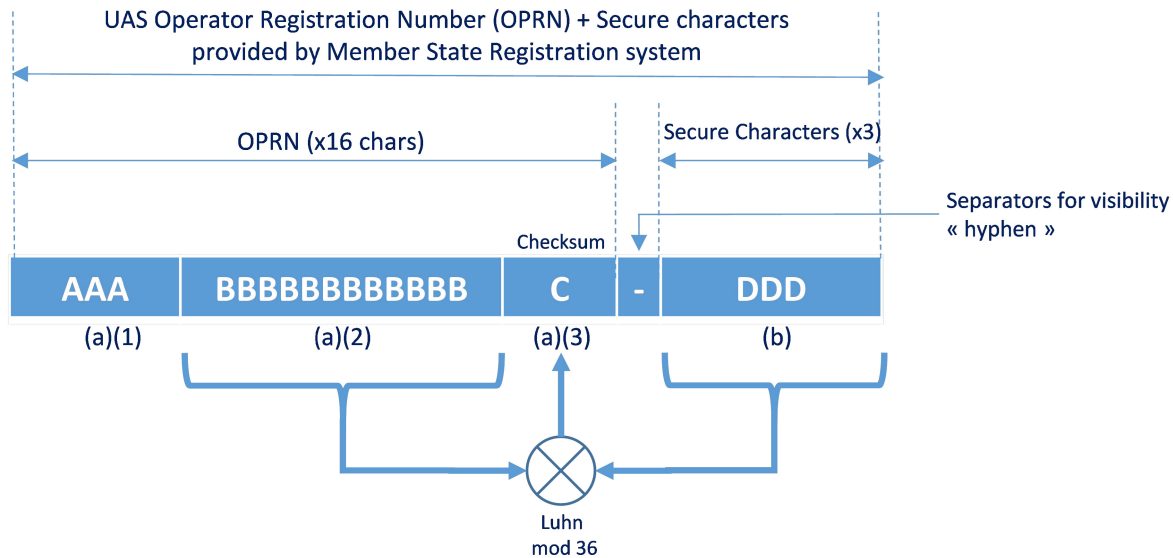 UAS Operator Registration Number (OPRN) + Secure characters
provided by Member State Registration system
OPRN (x16 chars)
Secure Characters (x3)
Separators for visibility
« hyphen »
Checksum
AAA
BBBBBBBBBBBB
C
-
DDD
(a)(1)
(a)(2)
(a)(3)
(b)
Luhn
mod 36